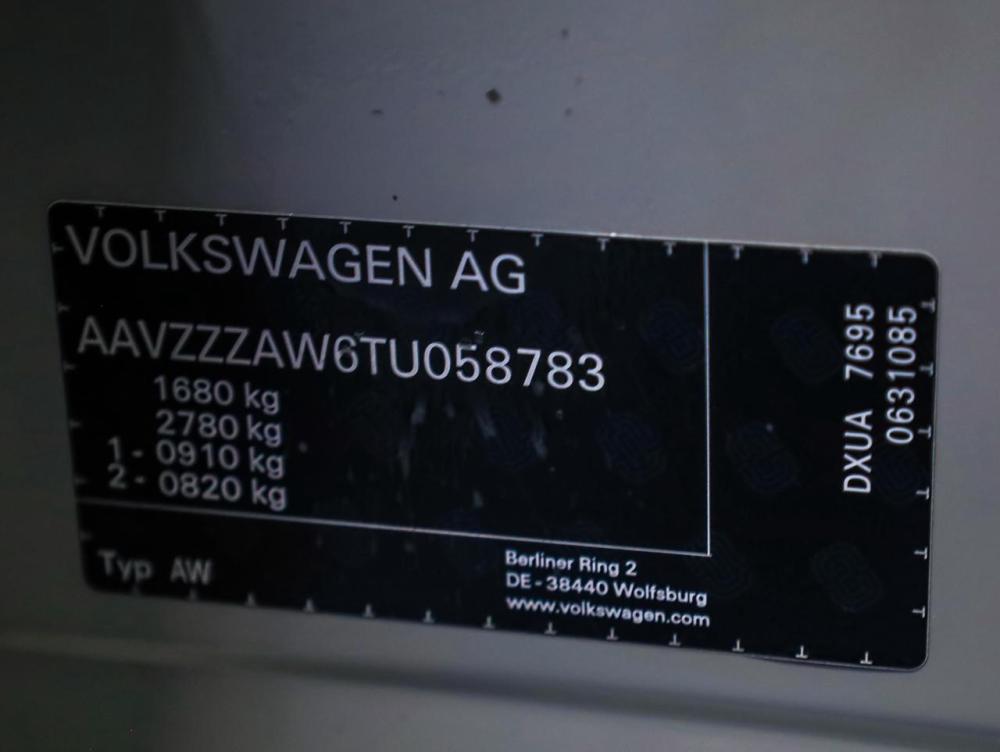 VOLKSWAGEN AG
AAVZZZAW6TU058783
1680 kg
2780 kg
1 - 0910 kg
2 - 0820 kg
Typ AW
Berliner Ring 2
DE - 38440 Wolfsburg
www.volkswagen.com
DXUA 7695
0631085